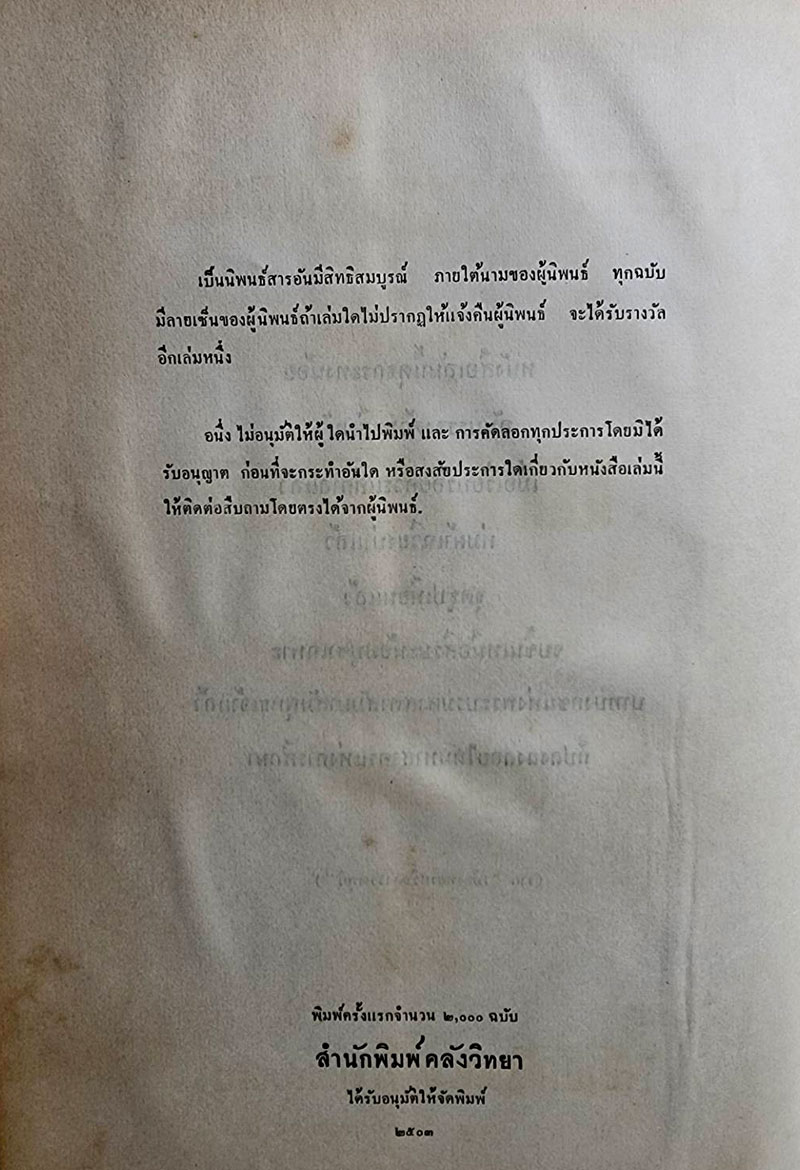 เป็นนิพนธ์สารอันมีสิทธิสมบูรณ์ ภายใต้นามของผู้นิพนธ์ ทุกฉบับ
มีลายเซ็นของผู้นิพนธ์ถ้าเล่มใดไม่ปรากฏให้แจ้งคืนผู้นิพนธ์ จะได้รับรางวัล
อีกเล่มหนึ่ง
อนึ่ง ไม่อนุมัติให้ผู้ใดนำไปพิมพ์ และ การคัดลอกทุกประการโดยมิได้
รับอนุญาต ก่อนที่จะกระทำอันใด หรือสงสัยประการใดเกี่ยวกับหนังสือเล่มนี้
ให้ติดต่อสืบถามโดยตรงได้จากผู้นิพนธ์.
พิมพ์ครั้งแรกจำนวน ๒,๐๐๐ ฉบับ
สำนักพิมพ์คลังวิทยา
ได้รับอนุมัติให้จัดพิมพ์
๒๕๐๓